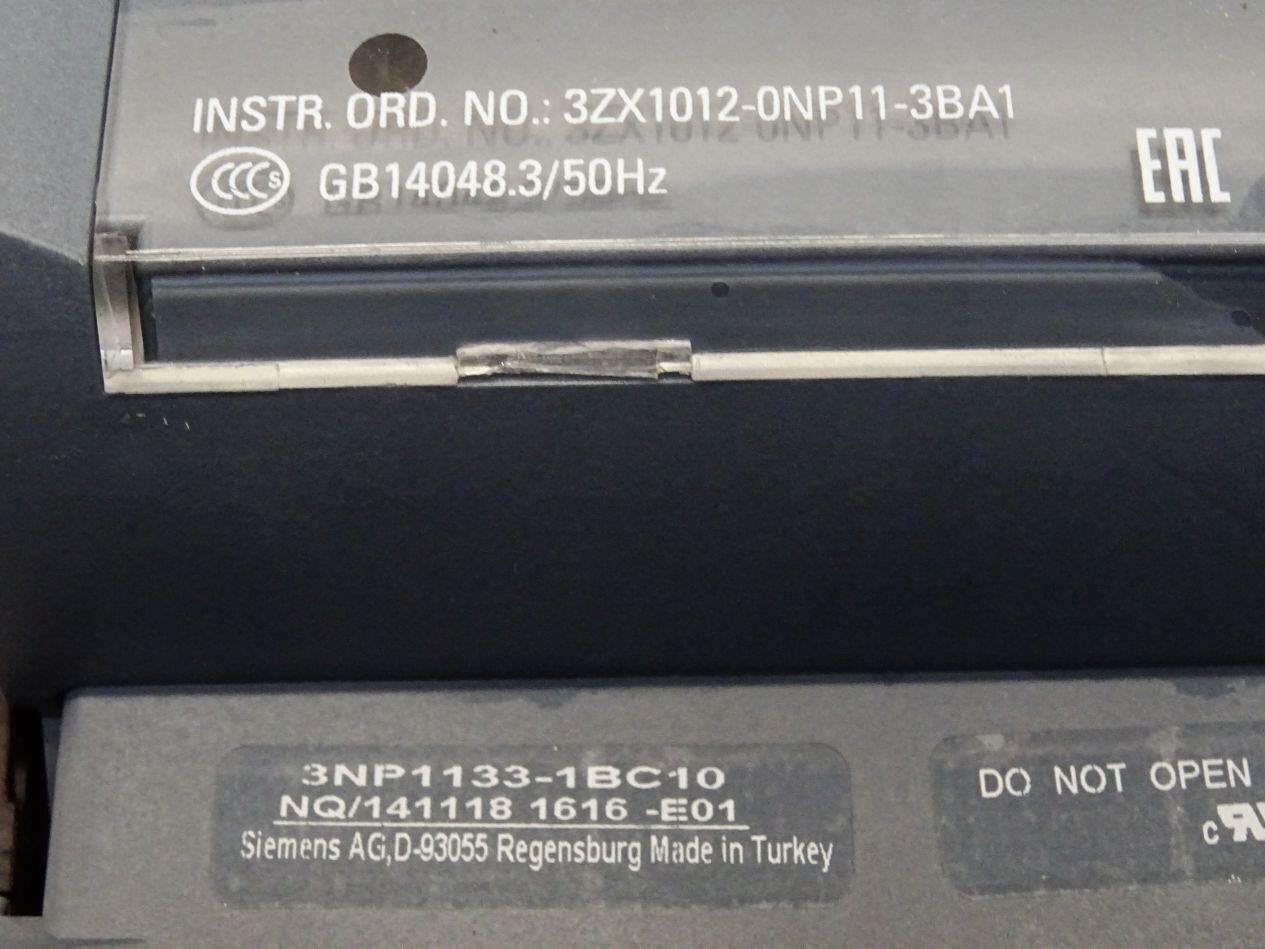 INSTR. ORD. NO.: 3ZX1012-0NP11-3BA1
CCC S GB14048.3/50Hz
EAC
3NP1133-1BC10
NQ/141118 1616 -E01
Siemens AG,D-93055 Regensburg Made in Turkey
DO NOT OPEN
c